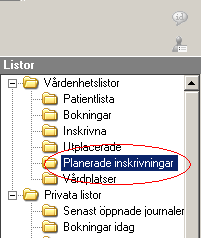 Listor
Vårdenhetslistor
Patientlista
Bokningar
Inskrivna
Utplacerade
Planerade inskrivningar
Vårdplatser
Privata listor
Senast öppnade journaler
Bokningar idag